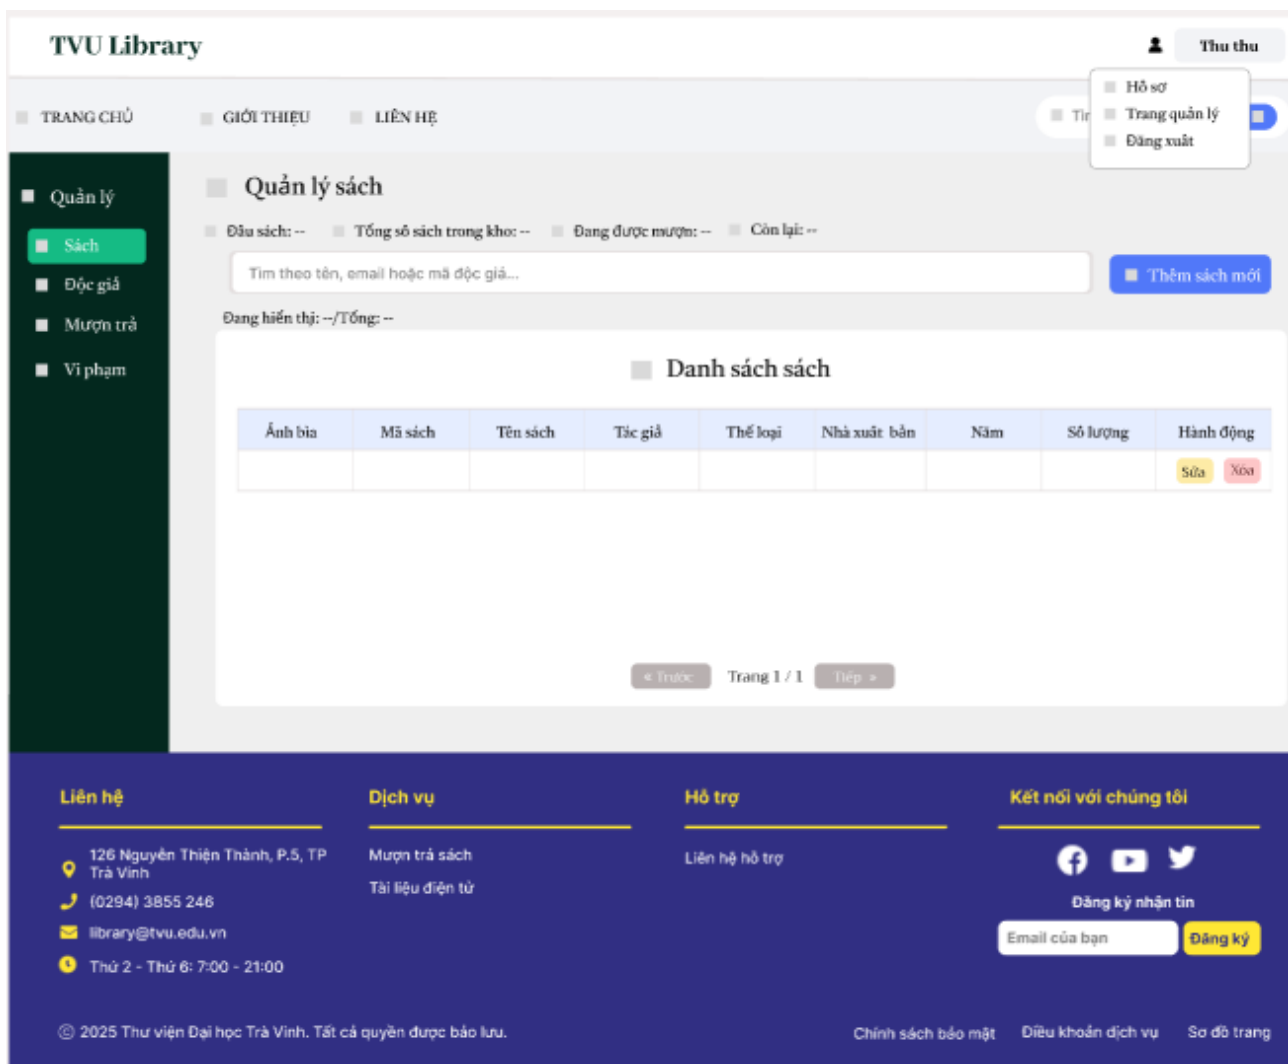 TVU Library
Thu thu
Hồ sơ
Trang quản lý
Đăng xuất
TRANG CHỦ
GIỚI THIỆU
LIÊN HỆ
Quản lý
Sách
Độc giả
Mượn trả
Vi phạm
Quản lý sách
Đầu sách: --
Tổng số sách trong kho: --
Đang được mượn: --
Còn lại: --
Tìm theo tên, email hoặc mã độc giả...
Thêm sách mới
Đang hiển thị: --/Tổng: --
Danh sách sách
Ảnh bìa
Mã sách
Tên sách
Tác giả
Thể loại
Nhà xuất bản
Năm
Số lượng
Hành động
Sửa
Xóa
« Trước
Trang 1 / 1
Tiếp »
Liên hệ
126 Nguyễn Thiện Thành, P.5, TP
Trà Vinh
(0294) 3855 246
library@tvu.edu.vn
Thứ 2 - Thứ 6: 7:00 - 21:00
Dịch vụ
Mượn trả sách
Tài liệu điện tử
Hỗ trợ
Liên hệ hỗ trợ
Kết nối với chúng tôi
Đăng ký nhận tin
Email của bạn
Đăng ký
© 2025 Thư viện Đại học Trà Vinh. Tất cả quyền được bảo lưu.
Chính sách bảo mật
Điều khoản dịch vụ
Sơ đồ trang